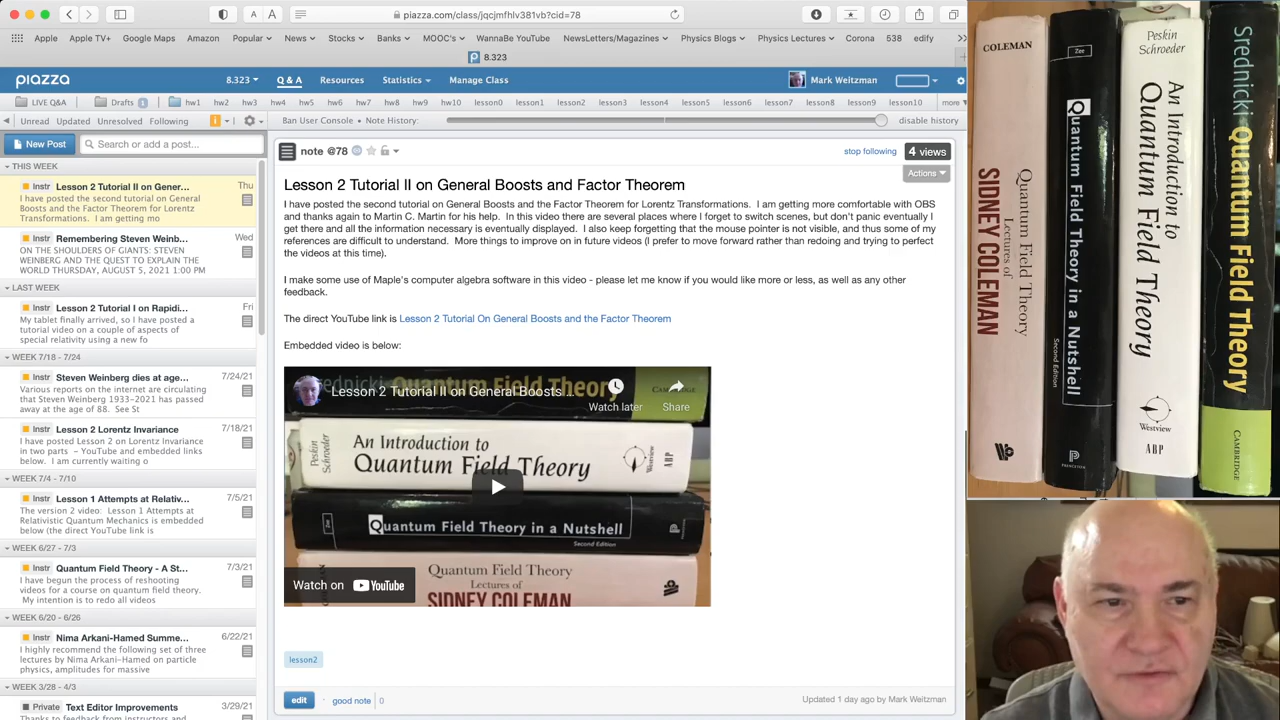 piazza.com/class/jqcjmfhlv381vb?cid=78
Apple Apple TV+ Google Maps Amazon Popular News Stocks Banks MOOC's WannaBe YouTube NewsLetters/Magazines Physics Blogs Physics Lectures Corona 538 edify
8.323
piazza 8.323 Q & A Resources Statistics Manage Class Mark Weitzman
LIVE Q&A Drafts 1 hw1 hw2 hw3 hw4 hw5 hw6 hw7 hw8 hw9 hw10 lesson0 lesson1 lesson2 lesson3 lesson4 lesson5 lesson6 lesson7 lesson8 lesson9 lesson10 more
Unread Updated Unresolved Following
Ban User Console • Note History: disable history
New Post Search or add a post...
THIS WEEK
Instr Lesson 2 Tutorial II on Gener... Thu
I have posted the second tutorial on General
Boosts and the Factor Theorem for Lorentz
Transformations. I am getting mo
Instr Remembering Steven Weinb... Wed
ON THE SHOULDERS OF GIANTS: STEVEN
WEINBERG AND THE QUEST TO EXPLAIN THE
WORLD THURSDAY, AUGUST 5, 2021 1:00 PM
LAST WEEK
Instr Lesson 2 Tutorial I on Rapidi... Fri
My tablet finally arrived, so I have posted a
tutorial video on a couple of aspects of
special relativity using a new fo
WEEK 7/18 - 7/24
Instr Steven Weinberg dies at age... 7/24/21
Various reports on the internet are circulating
that Steven Weinberg 1933-2021 has passed
away at the age of 88. See St
Instr Lesson 2 Lorentz Invariance 7/18/21
I have posted Lesson 2 on Lorentz Invariance
in two parts - YouTube and embedded links
below. I am currently waiting o
WEEK 7/4 - 7/10
Instr Lesson 1 Attempts at Relativ... 7/5/21
The version 2 video: Lesson 1 Attempts at
Relativistic Quantum Mechanics is embedded
below (the direct YouTube link is
WEEK 6/27 - 7/3
Instr Quantum Field Theory - A St... 7/3/21
I have begun the process of reshooting
videos for a course on quantum field theory.
My intention is to redo all videos
WEEK 6/20 - 6/26
Instr Nima Arkani-Hamed Summe... 6/22/21
I highly recommend the following set of three
lectures by Nima Arkani-Hamed on particle
physics, amplitudes for massive
WEEK 3/28 - 4/3
Private Text Editor Improvements 3/29/21
Thanks to feedback from instructors and
note @78 stop following 4 views
Actions
Lesson 2 Tutorial II on General Boosts and Factor Theorem
I have posted the second tutorial on General Boosts and the Factor Theorem for Lorentz Transformations. I am getting more comfortable with OBS
and thanks again to Martin C. Martin for his help. In this video there are several places where I forget to switch scenes, but don't panic eventually I
get there and all the information necessary is eventually displayed. I also keep forgetting that the mouse pointer is not visible, and thus some of my
references are difficult to understand. More things to improve on in future videos (I prefer to move forward rather than redoing and trying to perfect
the videos at this time).
I make some use of Maple's computer algebra software in this video - please let me know if you would like more or less, as well as any other
feedback.
The direct YouTube link is Lesson 2 Tutorial On General Boosts and the Factor Theorem
Embedded video is below:
Lesson 2 Tutorial II on General Boosts ...
Watch later Share
Srednicki Quantum Field Theory CAMBRIDGE
Peskin Schroeder An Introduction to
Quantum Field Theory ABP
Zee Quantum Field Theory in a Nutshell
Second Edition
Quantum Field Theory
Lectures of
SIDNEY COLEMAN
Watch on YouTube
lesson2
edit good note 0
Updated 1 day ago by Mark Weitzman
COLEMAN
Quantum Field Theory
Lectures of
SIDNEY COLEMAN
Zee
Quantum Field Theory in a Nutshell
Second Edition
PRINCETON
Peskin
Schroeder
An Introduction to
Quantum Field Theory
Westview
ABP
Srednicki Quantum Field Theory
CAMBRIDGE